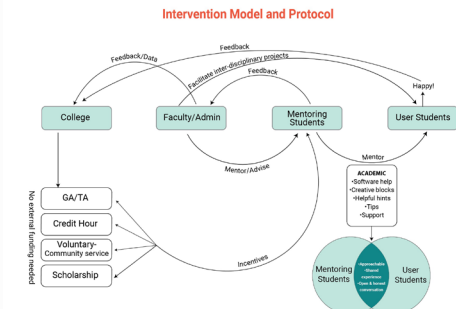 Intervention Model and Protocol
Feedback
Feedback/Data
Facilitate inter-disciplinary projects
Feedback
Happy!
College
Faculty/Admin
Mentoring
Students
User Students
Mentor/Advise
Mentor
ACADEMIC
•Software help
•Creative blocks
•Helpful hints
•Tips
•Support
No external funding needed
GA/TA
Credit Hour
Voluntary-
Community service
Scholarship
Incentives
Mentoring
Students
•Approachable
•Shared
experience
•Open & honest
conversation
User
Students